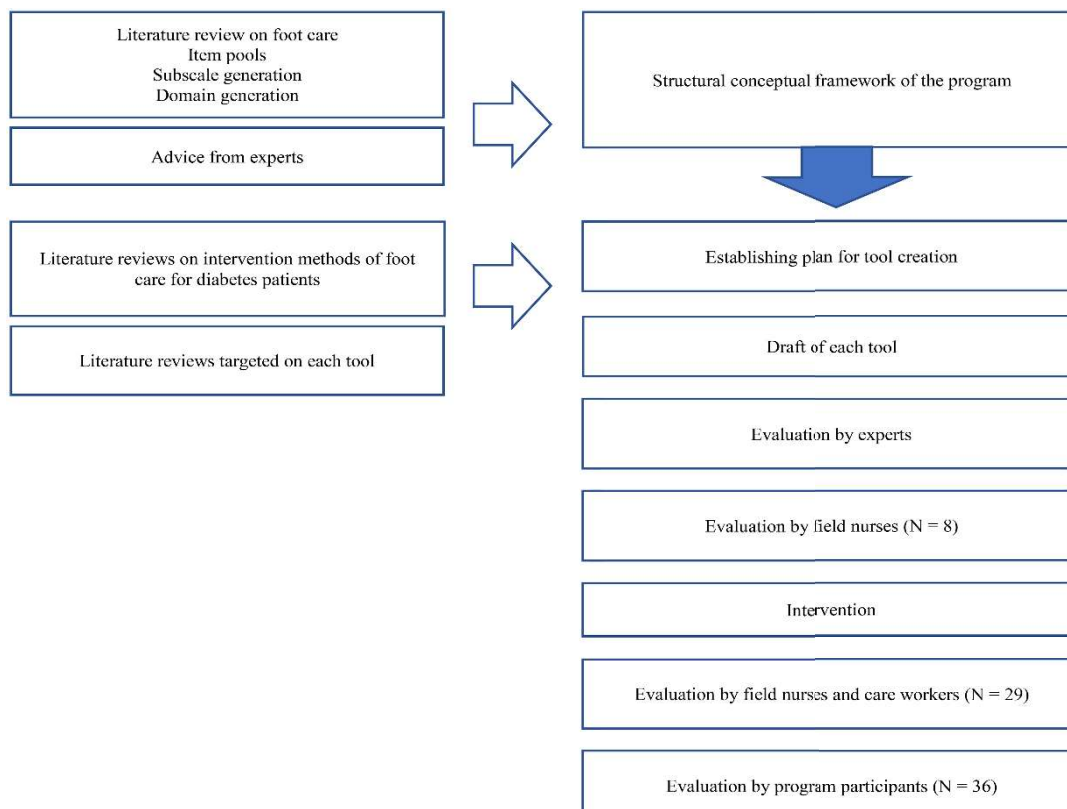 Literature review on foot care
Item pools
Subscale generation
Domain generation
Advice from experts
Structural conceptual framework of the program
Literature reviews on intervention methods of foot
care for diabetes patients
Literature reviews targeted on each tool
Establishing plan for tool creation
Draft of each tool
Evaluation by experts
Evaluation by field nurses (N = 8)
Intervention
Evaluation by field nurses and care workers (N = 29)
Evaluation by program participants (N = 36)